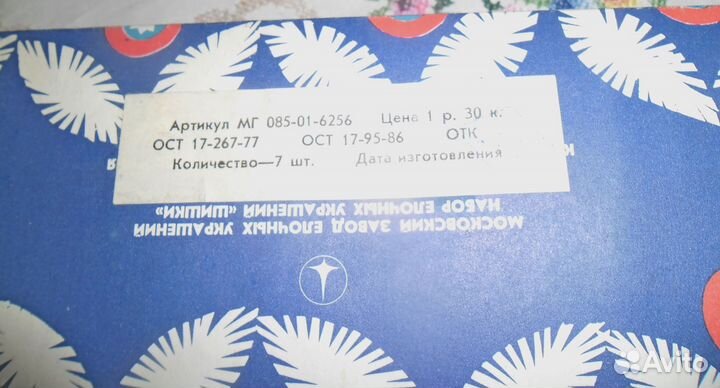 Артикул МГ 085-01-6256 Цена 1 р. 30 к.
ОСТ 17-267-77 ОСТ 17-95-86 ОТК
Количество—7 шт. Дата изготовления
МОСКОВСКИЙ ЗАВОД ЕЛОЧНЫХ УКРАШЕНИЙ
НАБОР ЕЛОЧНЫХ УКРАШЕНИЙ «ШИШКИ»
Avito